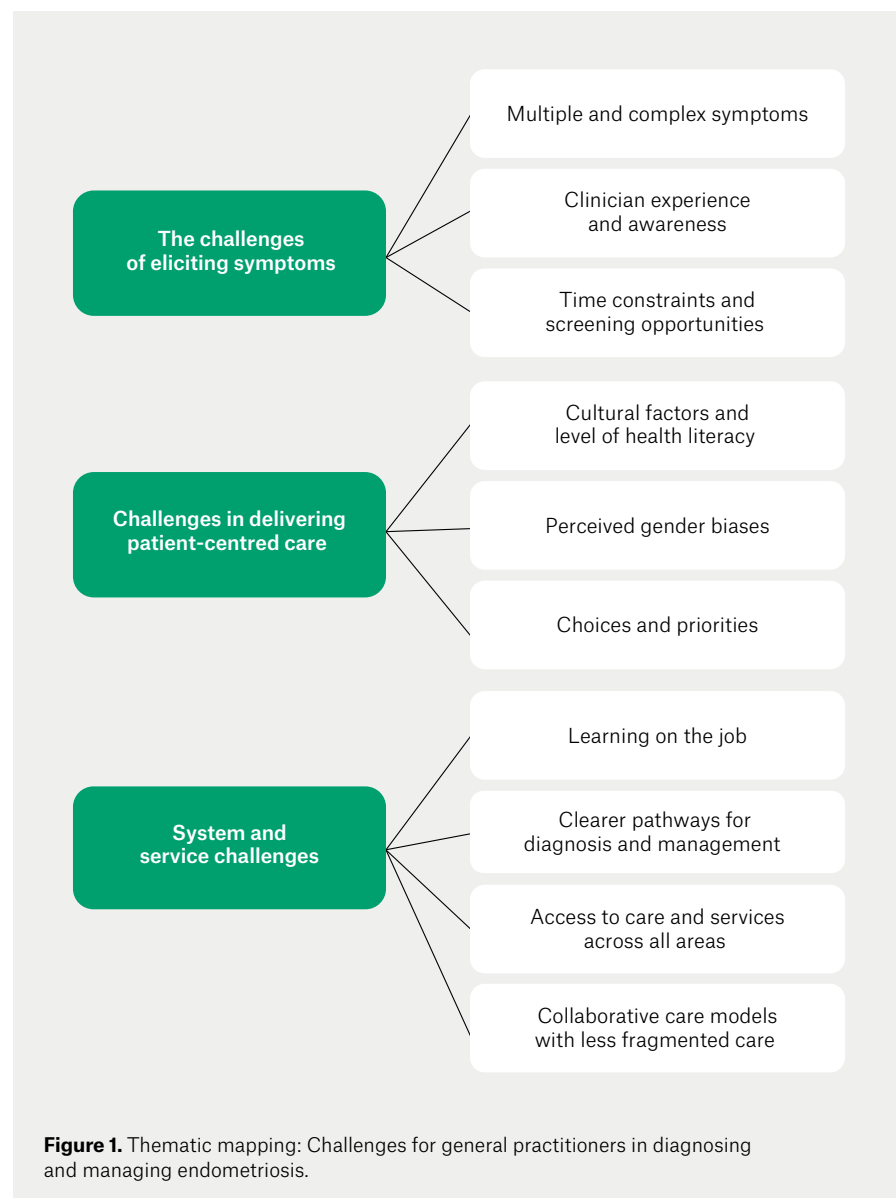 The challenges
of eliciting symptoms
Multiple and complex symptoms
Clinician experience
and awareness
Time constraints and
screening opportunities
Challenges in delivering
patient-centred care
Cultural factors and
level of health literacy
Perceived gender biases
Choices and priorities
System and
service challenges
Learning on the job
Clearer pathways for
diagnosis and management
Access to care and services
across all areas
Collaborative care models
with less fragmented care
Figure 1. Thematic mapping: Challenges for general practitioners in diagnosing
and managing endometriosis.